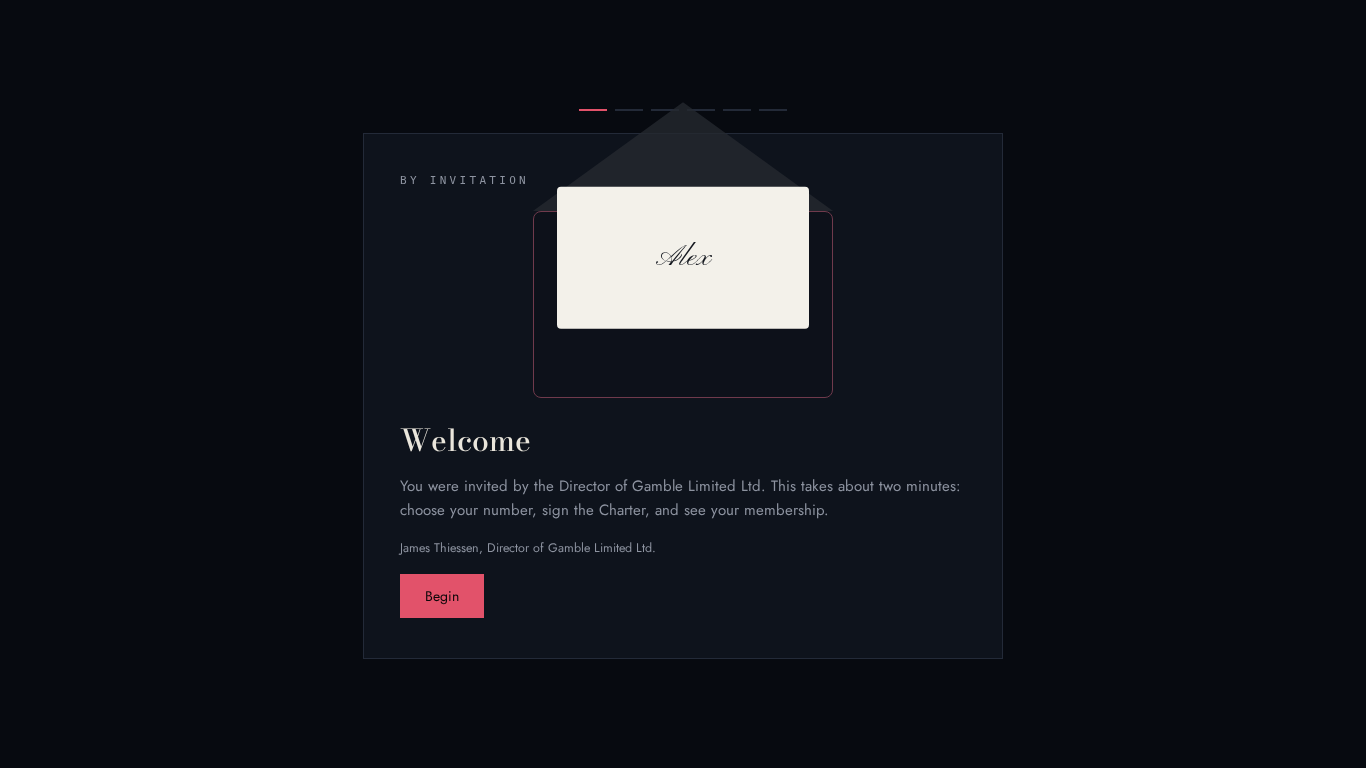 BY INVITATION
Alex
Welcome
You were invited by the Director of Gamble Limited Ltd. This takes about two minutes:
choose your number, sign the Charter, and see your membership.
James Thiessen, Director of Gamble Limited Ltd.
Begin